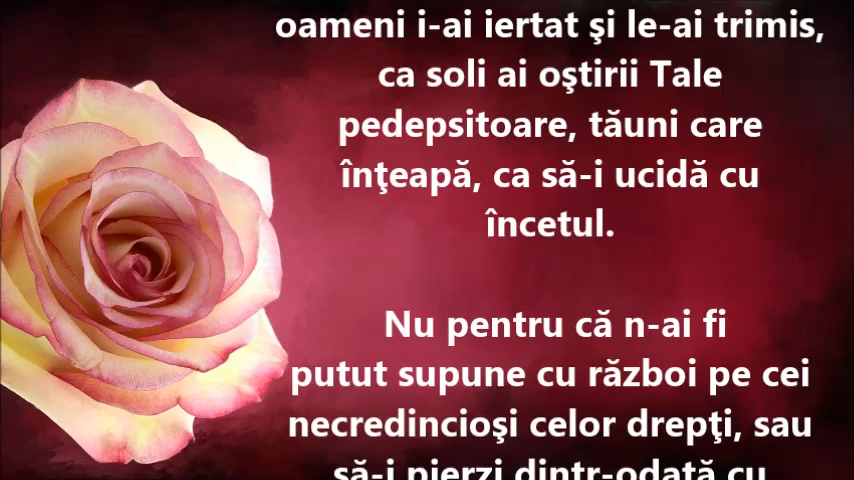 oameni i-ai iertat şi le-ai trimis,
ca soli ai oştirii Tale
pedepsitoare, tăuni care
înţeapă, ca să-i ucidă cu
încetul.
Nu pentru că n-ai fi
putut supune cu război pe cei
necredincioşi celor drepţi, sau
să-i pierzi dintr-odată cu